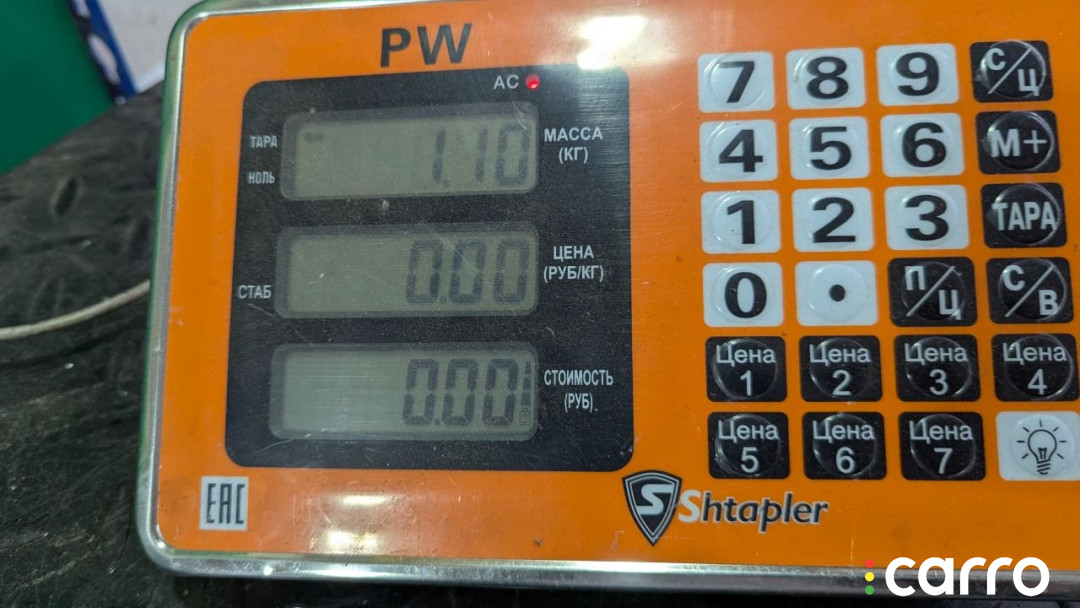 PW
AC
ТАРА
НОЛЬ
1.10
МАССА
(КГ)
СТАБ
0.00
ЦЕНА
(РУБ/КГ)
0.00
СТОИМОСТЬ
(РУБ)
7 8 9 С/Ц
4 5 6 М+
1 2 3 ТАРА
0 . П/Ц С/В
Цена 1 Цена 2 Цена 3 Цена 4
Цена 5 Цена 6 Цена 7
EAC
S Shtapler
carro